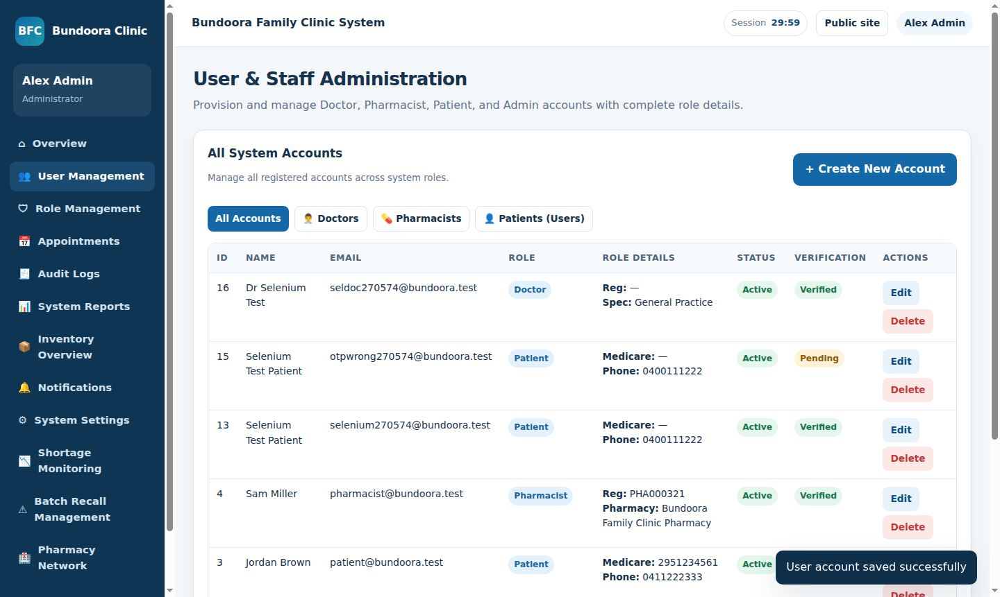 BFC Bundoora Clinic
Alex Admin
Administrator
Overview
User Management
Role Management
Appointments
Audit Logs
System Reports
Inventory
Overview
Notifications
System Settings
Shortage
Monitoring
Batch Recall
Management
Pharmacy
Network
Bundoora Family Clinic System
Session 29:59
Public site
Alex Admin
User & Staff Administration
Provision and manage Doctor, Pharmacist, Patient, and Admin accounts with complete role details.
All System Accounts
Manage all registered accounts across system roles.
+ Create New Account
All Accounts Doctors Pharmacists Patients (Users)
ID NAME EMAIL ROLE ROLE DETAILS STATUS VERIFICATION ACTIONS
16 Dr Selenium seldoc270574@bundoora.test Doctor Reg: — Active Verified Edit
Test Spec: General Practice
Delete
15 Selenium otpwrong270574@bundoora.test Patient Medicare: — Active Pending Edit
Test Patient Phone: 0400111222
Delete
13 Selenium selenium270574@bundoora.test Patient Medicare: — Active Verified Edit
Test Patient Phone: 0400111222
Delete
4 Sam Miller pharmacist@bundoora.test Pharmacist Reg: PHA000321 Active Verified Edit
Pharmacy: Bundoora
Family Clinic Pharmacy
Delete
3 Jordan Brown patient@bundoora.test Patient Medicare: 2951234561 Active
Phone: 0411222333
User account saved successfully
Delete